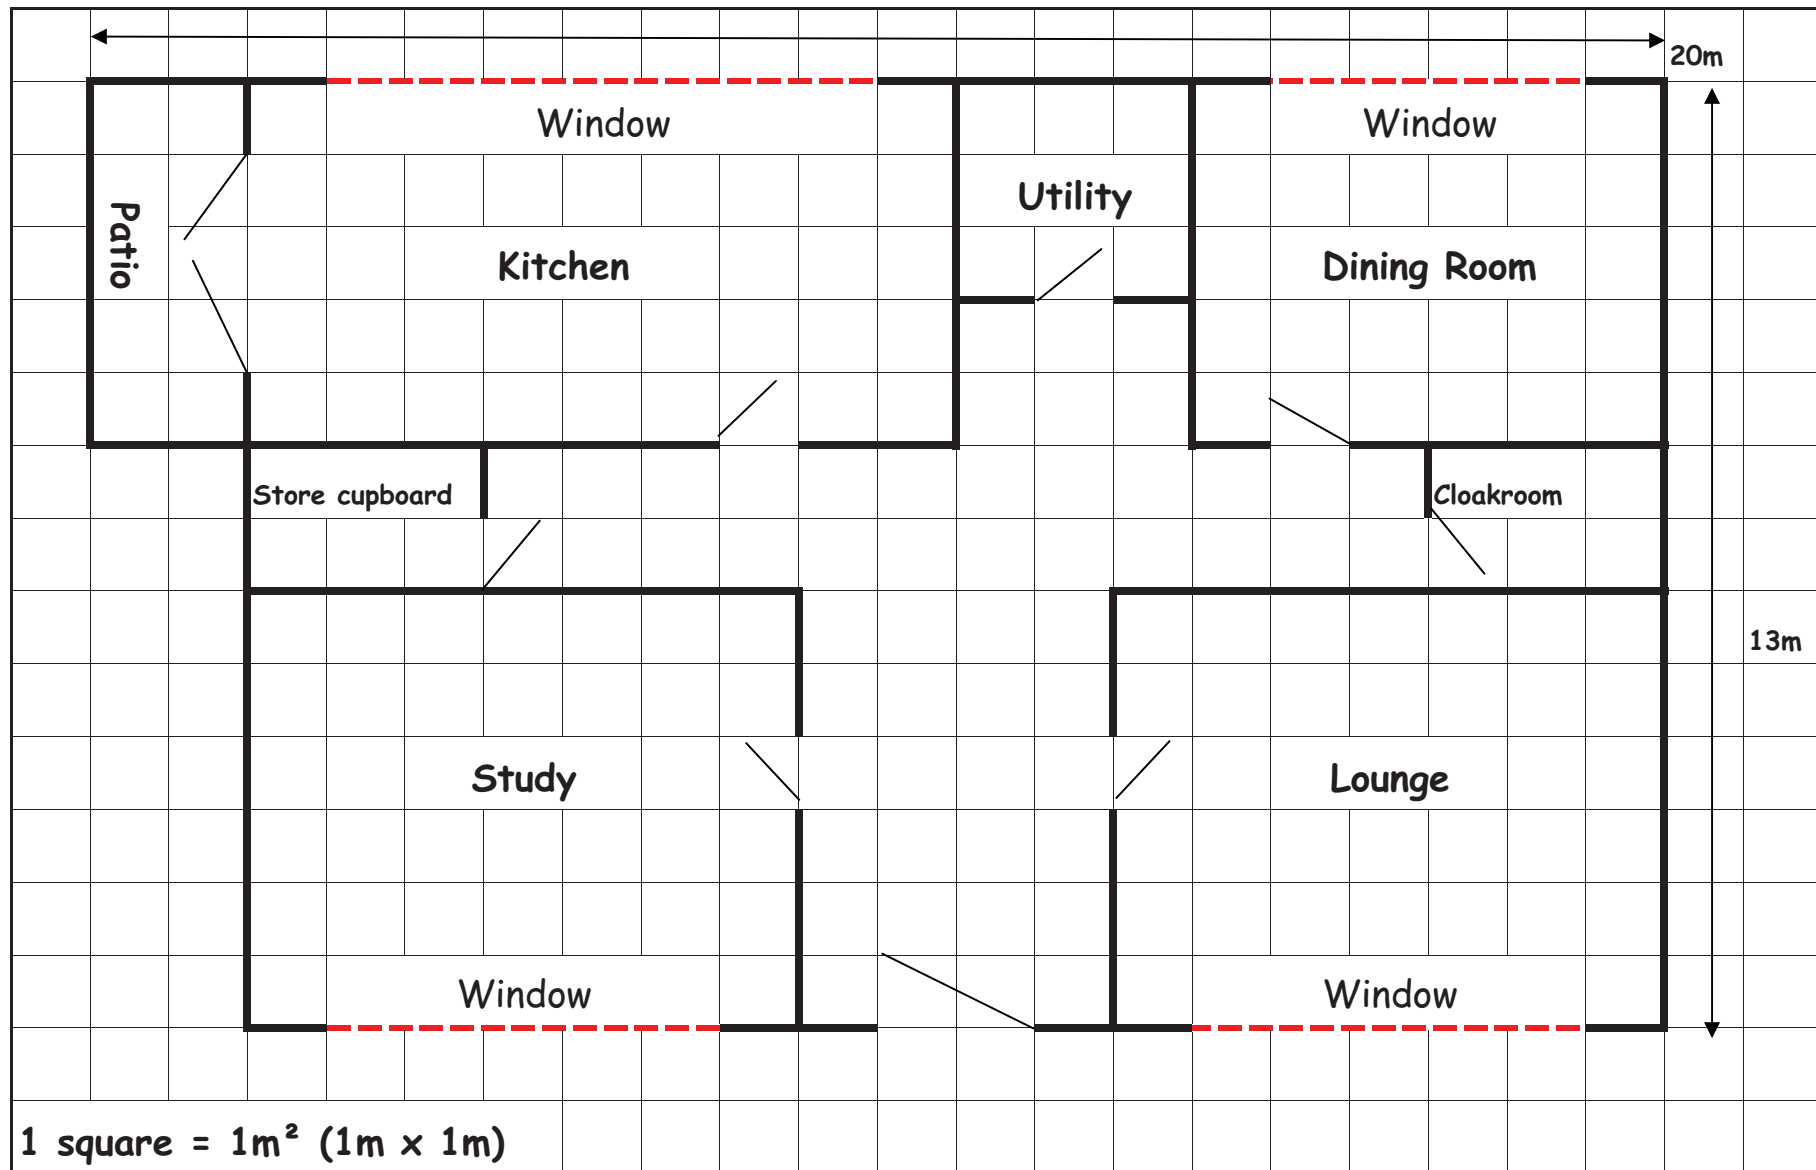 20m
Window
Window
Utility
Patio
Kitchen
Dining Room
Store cupboard
Cloakroom
13m
Study
Lounge
Window
Window
1 square = 1m² (1m x 1m)